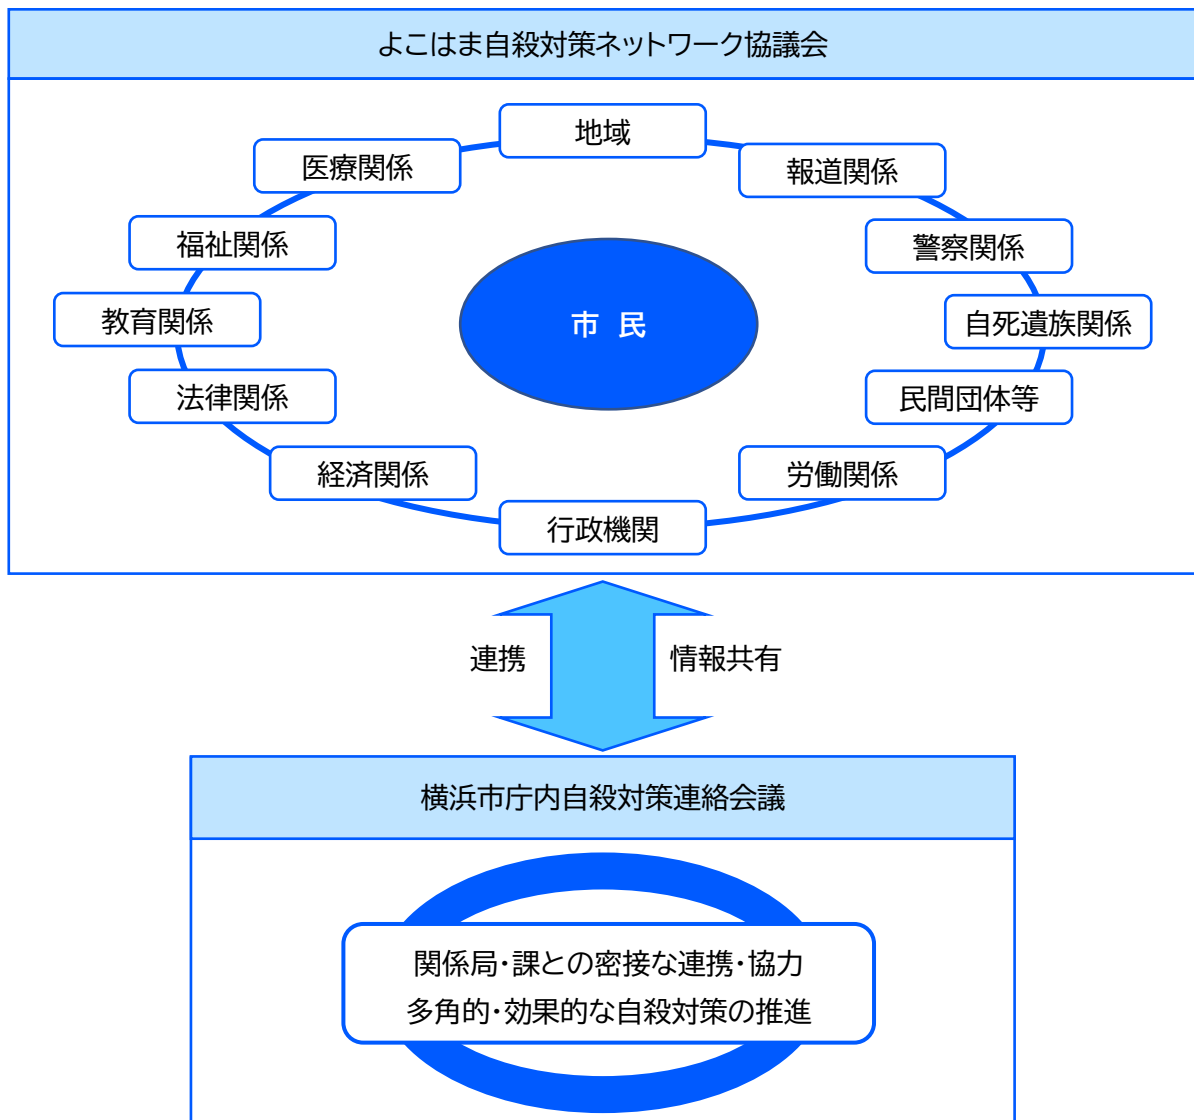 よこはま自殺対策ネットワーク協議会
地域
医療関係
報道関係
福祉関係
警察関係
市 民
教育関係
自死遺族関係
法律関係
民間団体等
経済関係
労働関係
行政機関
連携
情報共有
横浜市庁内自殺対策連絡会議
関係局・課との密接な連携・協力
多角的・効果的な自殺対策の推進